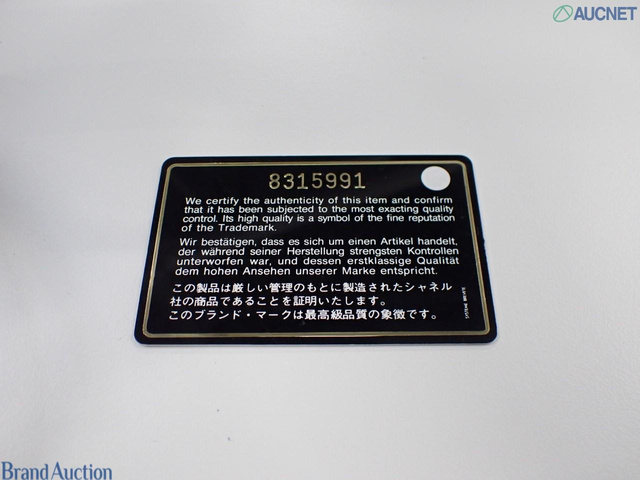 AUCNET
8315991
We certify the authenticity of this item and confirm
that it has been subjected to the most exacting quality
control. Its high quality is a symbol of the fine reputation
of the Trademark.
Wir bestätigen, dass es sich um einen Artikel handelt,
der während seiner Herstellung strengsten Kontrollen
unterworfen war, und dessen erstklassige Qualität
dem hohen Ansehen unserer Marke entspricht.
この製品は厳しい管理のもとに製造されたシャネル
社の商品であることを証明いたします。
このブランド・マークは最高級品質の象徴です。
Brand Auction